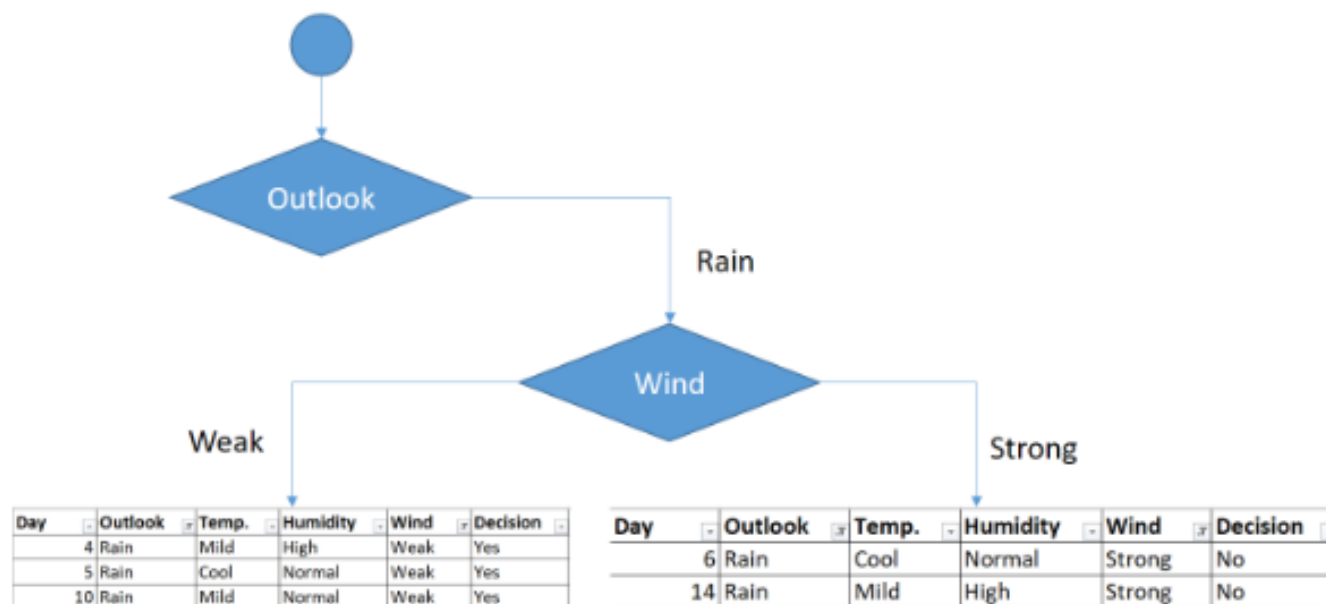 Outlook
Rain
Wind
Weak
Strong
Day Outlook Temp. Humidity Wind Decision
4 Rain Mild High Weak Yes
5 Rain Cool Normal Weak Yes
10 Rain Mild Normal Weak Yes
Day Outlook Temp. Humidity Wind Decision
6 Rain Cool Normal Strong No
14 Rain Mild High Strong No